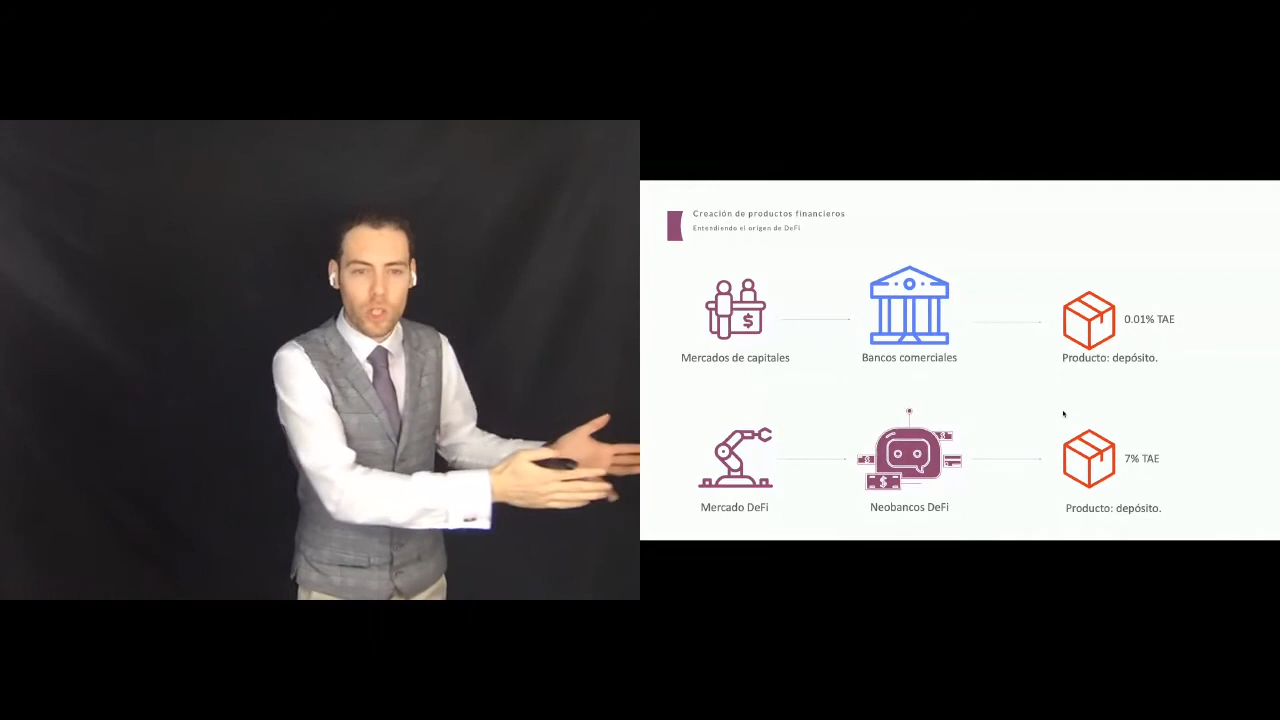 Creación de productos financieros
Entendiendo el origen de DeFi
$
0.01% TAE
Mercados de capitales
Bancos comerciales
Producto: depósito.
$
$
$
7% TAE
Mercado DeFi
Neobancos DeFi
Producto: depósito.